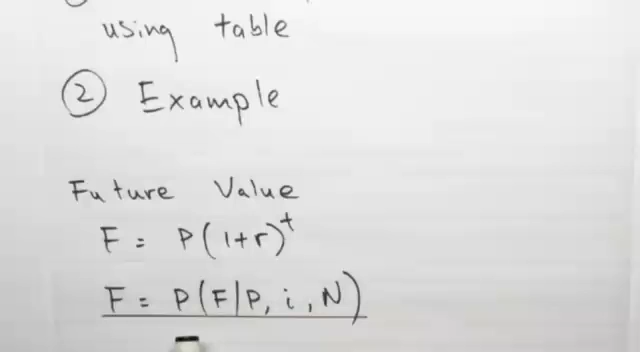 using table
② Example
Future Value
F = P(1+r)^t
F = P(F/P, i, N)